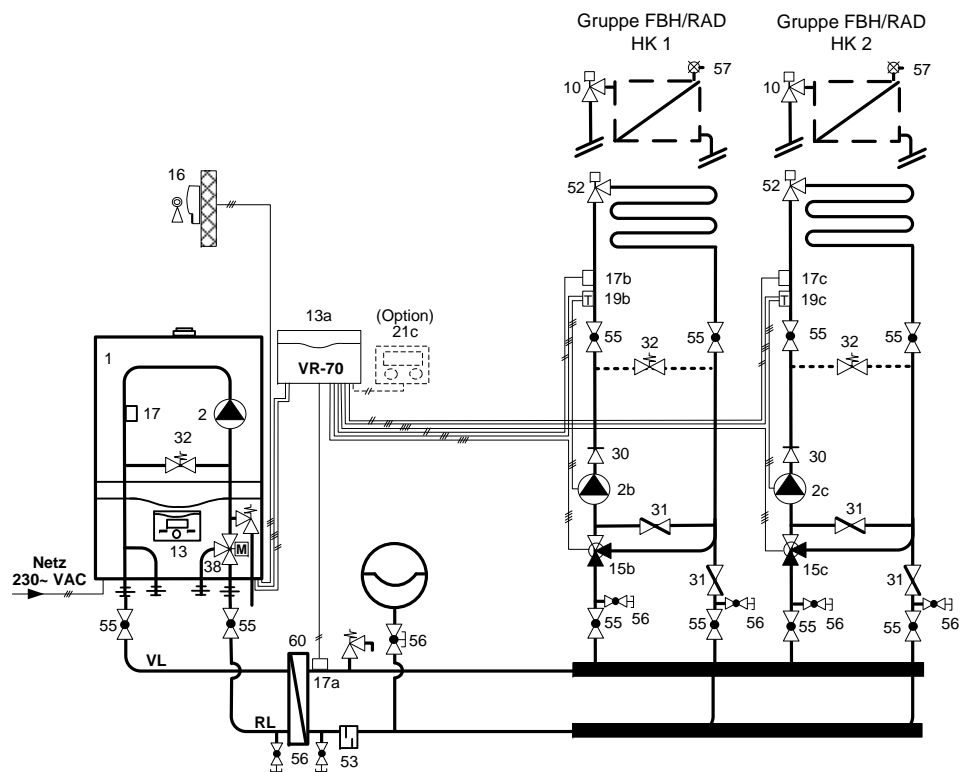 Gruppe FBH/RAD
HK 1
Gruppe FBH/RAD
HK 2
57
57
10
10
16
52
52
17b
17c
19b
T
19c
T
13a
(Option)
21c
VR-70
55
55
55
55
32
32
1
17
2
32
30
30
2b
2c
31
31
13
38
M
Netz
230~ VAC
15b
31
15c
31
55
55
56
55
56
55
56
55
56
56
60
VL
17a
RL
56
53